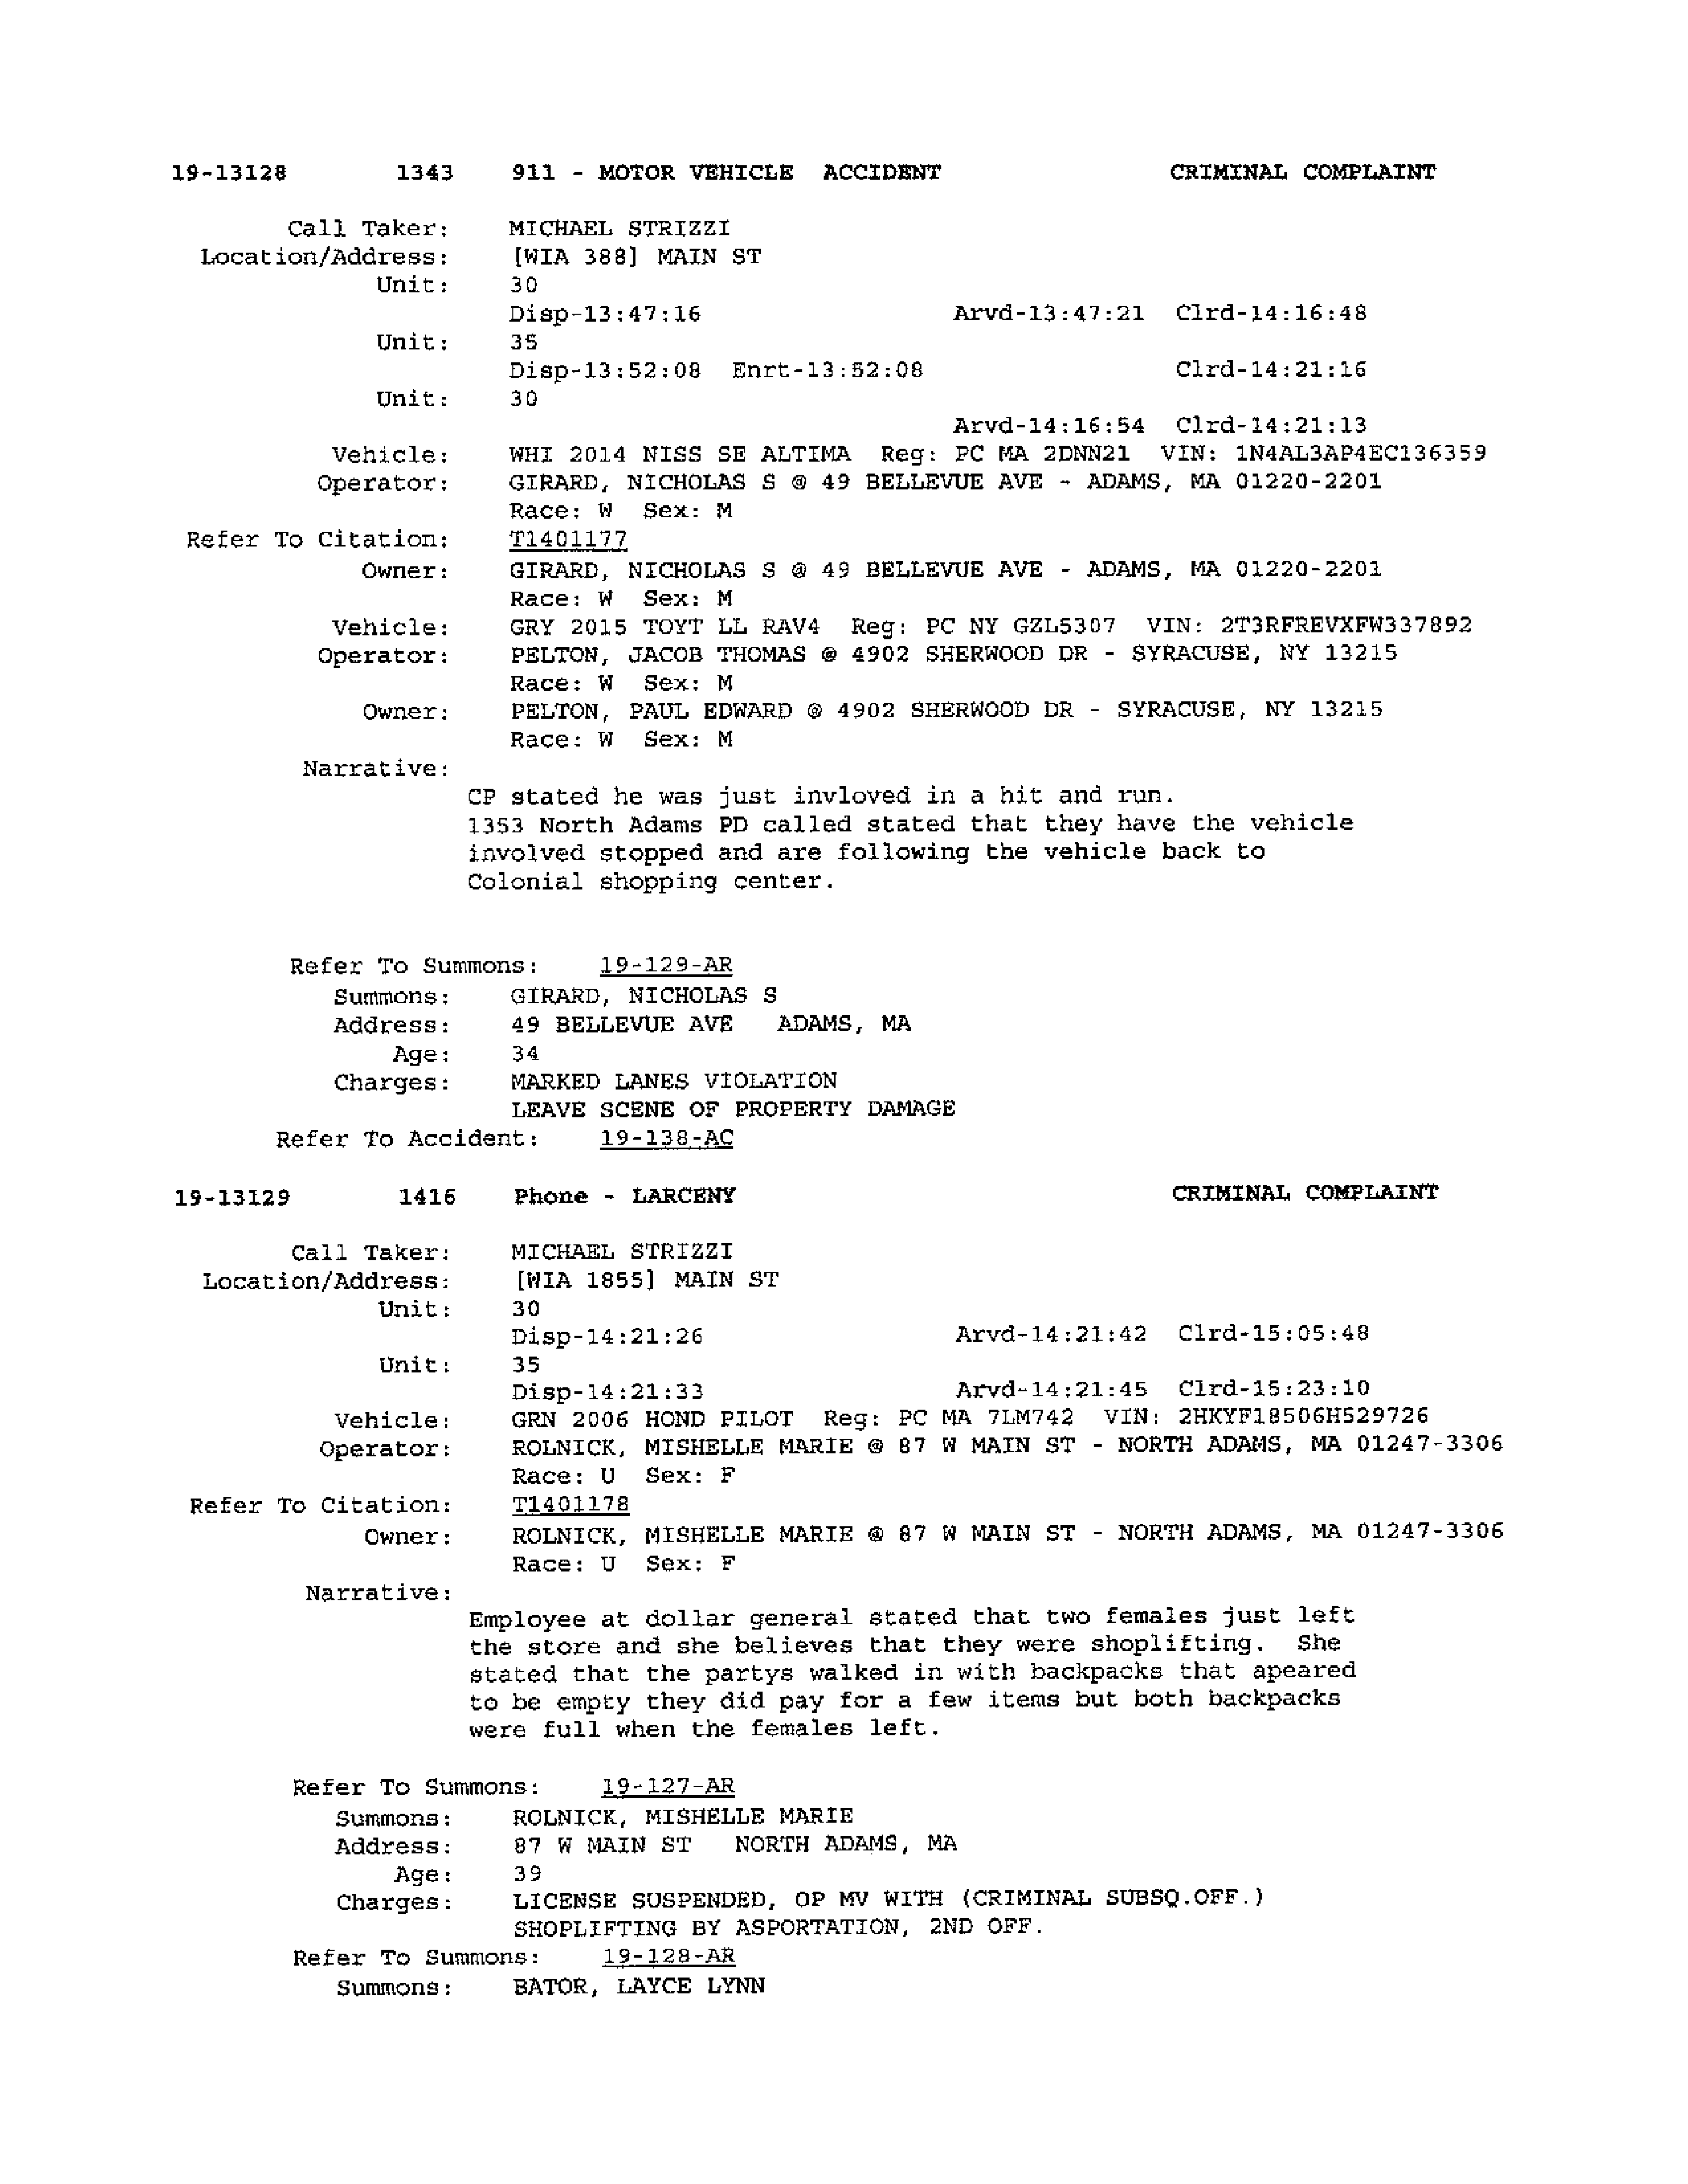 19-13128 1343 911 - MOTOR VEHICLE ACCIDENT CRIMINAL COMPLAINT
Call Taker: MICHAEL STRIZZI
Location/Address: [WIA 388] MAIN ST
Unit: 30
Disp-13:47:16 Arvd-13:47:21 Clrd-14:16:48
Unit: 35
Disp-13:52:08 Enrt-13:52:08 Clrd-14:21:16
Unit: 30
Arvd-14:16:54 Clrd-14:21:13
Vehicle: WHI 2014 NISS SE ALTIMA Reg: PC MA 2DNN21 VIN: 1N4AL3AP4EC136359
Operator: GIRARD, NICHOLAS S @ 49 BELLEVUE AVE - ADAMS, MA 01220-2201
Race: W Sex: M
Refer To Citation: T1401177
Owner: GIRARD, NICHOLAS S @ 49 BELLEVUE AVE - ADAMS, MA 01220-2201
Race: W Sex: M
Vehicle: GRY 2015 TOYT LL RAV4 Reg: PC NY GZL5307 VIN: 2T3RFREVXFW337892
Operator: PELTON, JACOB THOMAS @ 4902 SHERWOOD DR - SYRACUSE, NY 13215
Race: W Sex: M
Owner: PELTON, PAUL EDWARD @ 4902 SHERWOOD DR - SYRACUSE, NY 13215
Race: W Sex: M
Narrative:
CP stated he was just invloved in a hit and run.
1353 North Adams PD called stated that they have the vehicle
involved stopped and are following the vehicle back to
Colonial shopping center.
Refer To Summons: 19-129-AR
Summons: GIRARD, NICHOLAS S
Address: 49 BELLEVUE AVE ADAMS, MA
Age: 34
Charges: MARKED LANES VIOLATION
LEAVE SCENE OF PROPERTY DAMAGE
Refer To Accident: 19-138-AC
19-13129 1416 Phone - LARCENY CRIMINAL COMPLAINT
Call Taker: MICHAEL STRIZZI
Location/Address: [WIA 1855] MAIN ST
Unit: 30
Disp-14:21:26 Arvd-14:21:42 Clrd-15:05:48
Unit: 35
Disp-14:21:33 Arvd-14:21:45 Clrd-15:23:10
Vehicle: GRN 2006 HOND PILOT Reg: PC MA 7LM742 VIN: 2HKYF18506H529726
Operator: ROLNICK, MISHELLE MARIE @ 87 W MAIN ST - NORTH ADAMS, MA 01247-3306
Race: U Sex: F
Refer To Citation: T1401178
Owner: ROLNICK, MISHELLE MARIE @ 87 W MAIN ST - NORTH ADAMS, MA 01247-3306
Race: U Sex: F
Narrative:
Employee at dollar general stated that two females just left
the store and she believes that they were shoplifting. She
stated that the partys walked in with backpacks that apeared
to be empty they did pay for a few items but both backpacks
were full when the females left.
Refer To Summons: 19-127-AR
Summons: ROLNICK, MISHELLE MARIE
Address: 87 W MAIN ST NORTH ADAMS, MA
Age: 39
Charges: LICENSE SUSPENDED, OP MV WITH (CRIMINAL SUBSQ.OFF.)
SHOPLIFTING BY ASPORTATION, 2ND OFF.
Refer To Summons: 19-128-AR
Summons: BATOR, LAYCE LYNN